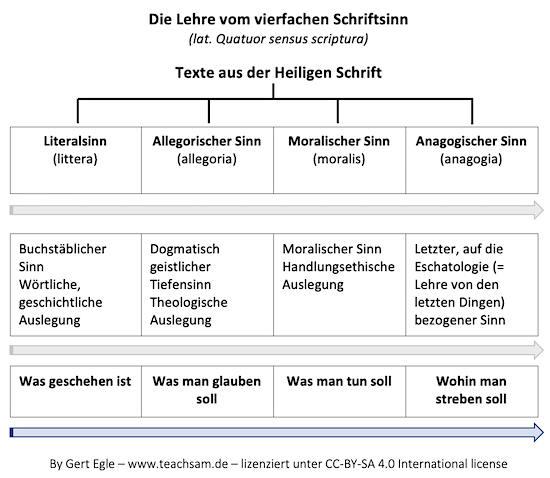 Die Lehre vom vierfachen Schriftsinn
(lat. Quatuor sensus scriptura)
Texte aus der Heiligen Schrift
Literalsinn
(littera)
Allegorischer Sinn
(allegoria)
Moralischer Sinn
(moralis)
Anagogischer Sinn
(anagogia)
Buchstäblicher
Sinn
Wörtliche,
geschichtliche
Auslegung
Dogmatisch
geistlicher
Tiefensinn
Theologische
Auslegung
Moralischer Sinn
Handlungsethische
Auslegung
Letzter, auf die
Eschatologie (=
Lehre von den
letzten Dingen)
bezogener Sinn
Was geschehen ist
Was man glauben
soll
Was man tun soll
Wohin man
streben soll
By Gert Egle – www.teachsam.de – lizenziert unter CC-BY-SA 4.0 International license